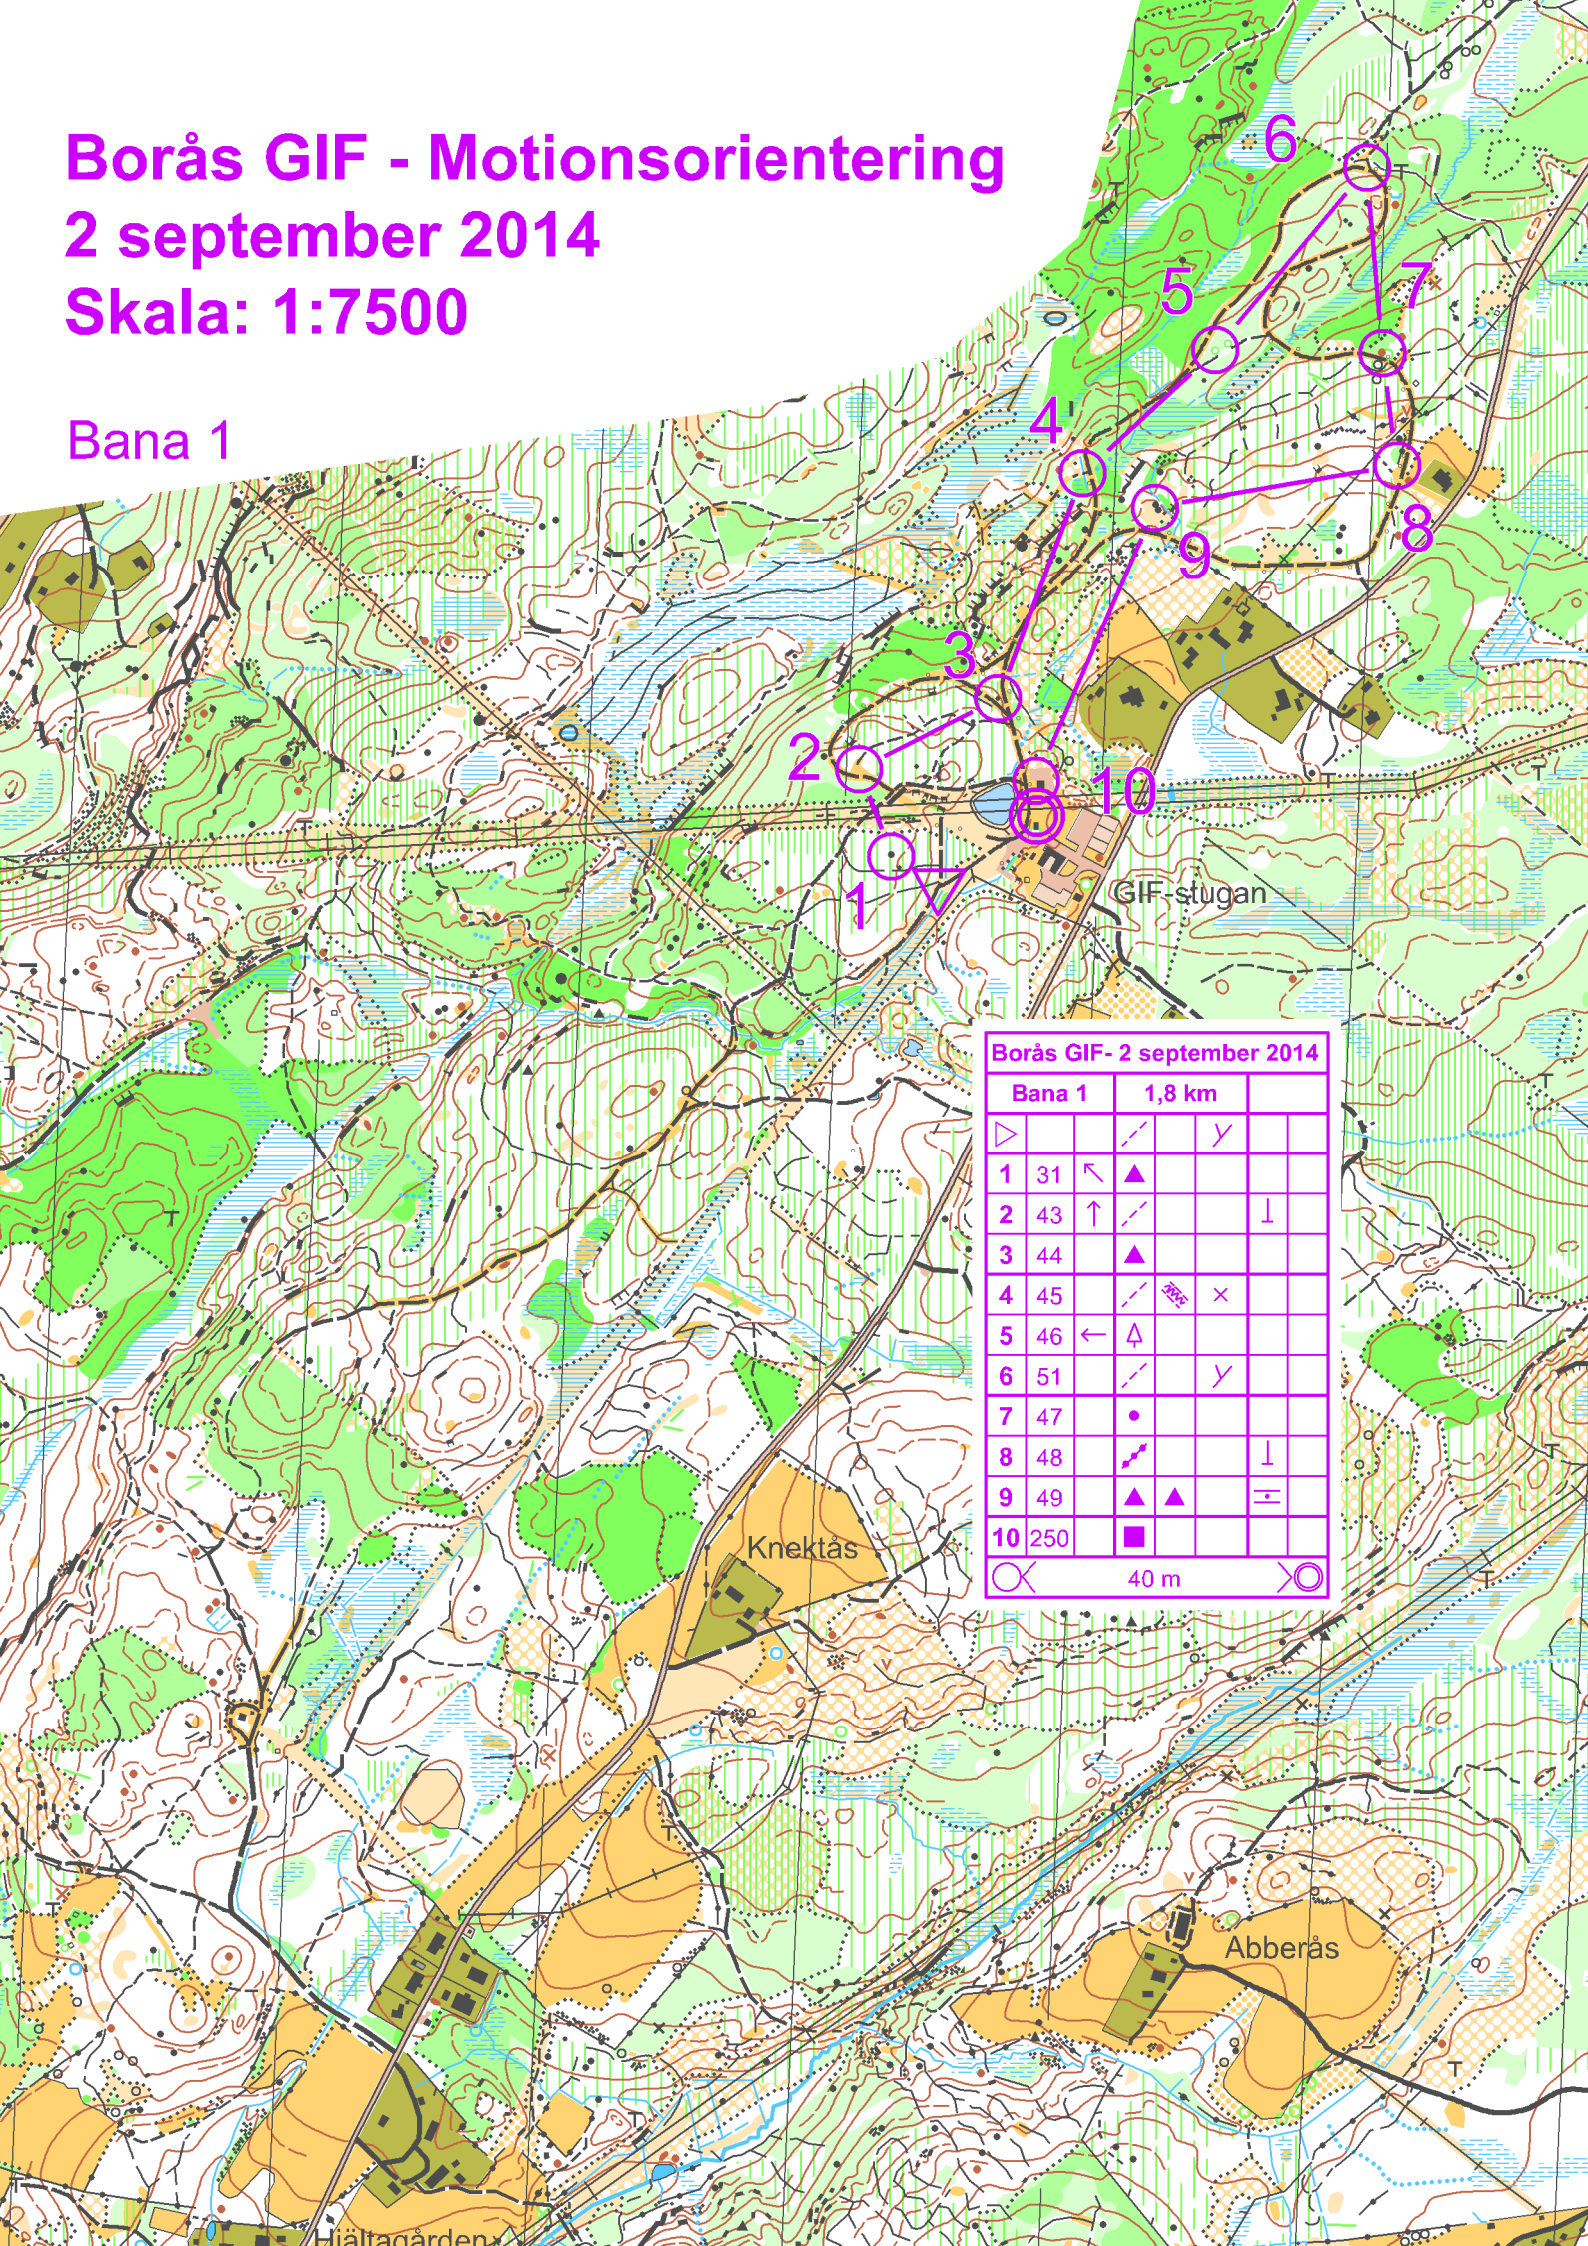 Borås GIF - Motionsorientering
2 september 2014
Skala: 1:7500
Bana 1
6
5
7
4
8
9
3
2
10
1
GIF-stugan
Borås GIF- 2 september 2014
Bana 1 1,8 km
1 31
2 43
3 44
4 45
5 46
6 51
7 47
8 48
9 49
10 250
40 m
Knektås
Abberås
Hjältagården